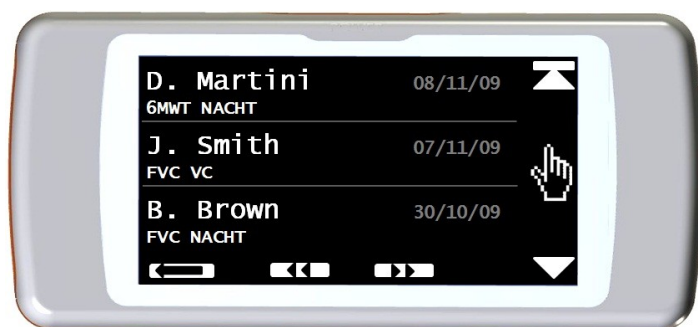 D. Martini 08/11/09
6MWT NACHT
J. Smith 07/11/09
FVC VC
B. Brown 30/10/09
FVC NACHT